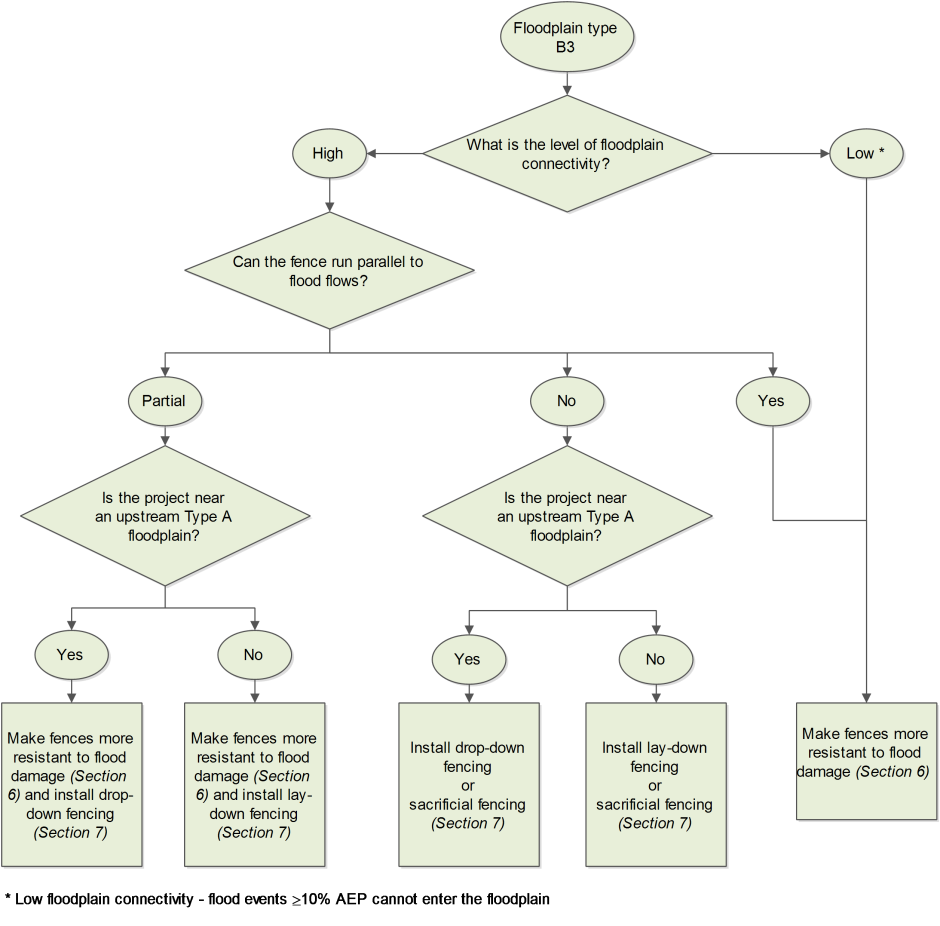 Floodplain type
B3
What is the level of floodplain
connectivity?
High
Low *
Can the fence run parallel to
flood flows?
Partial
No
Yes
Is the project near
an upstream Type A
floodplain?
Is the project near
an upstream Type A
floodplain?
Yes
No
Yes
No
Make fences more
resistant to flood
damage (Section
6) and install drop-
down fencing
(Section 7)
Make fences more
resistant to flood
damage (Section
6) and install lay-
down fencing
(Section 7)
Install drop-down
fencing
or
sacrificial fencing
(Section 7)
Install lay-down
fencing
or
sacrificial fencing
(Section 7)
Make fences more
resistant to flood
damage (Section 6)
* Low floodplain connectivity - flood events ≥10% AEP cannot enter the floodplain